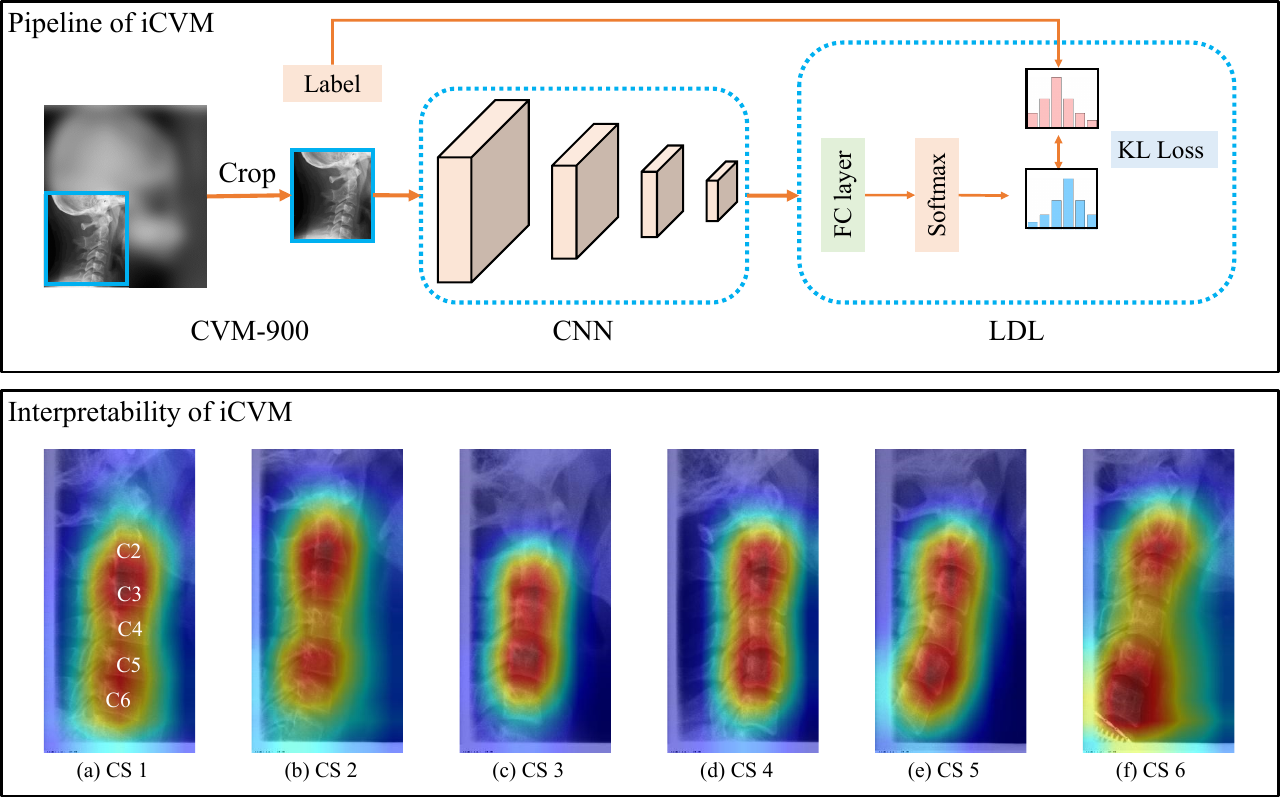 Pipeline of iCVM
Label
Crop
FC layer
Softmax
KL Loss
CVM-900
CNN
LDL
Interpretability of iCVM
C2
C3
C4
C5
C6
(a) CS 1
(b) CS 2
(c) CS 3
(d) CS 4
(e) CS 5
(f) CS 6